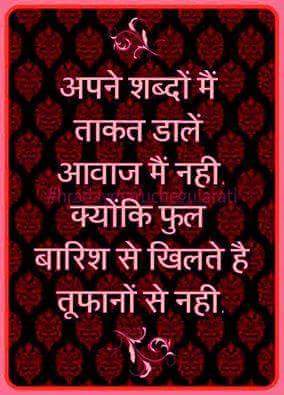 अपने शब्दों मैं
ताकत डालें
आवाज मैं नही.
क्योंकि फुल
बारिश से खिलते है
तूफानों से नही.